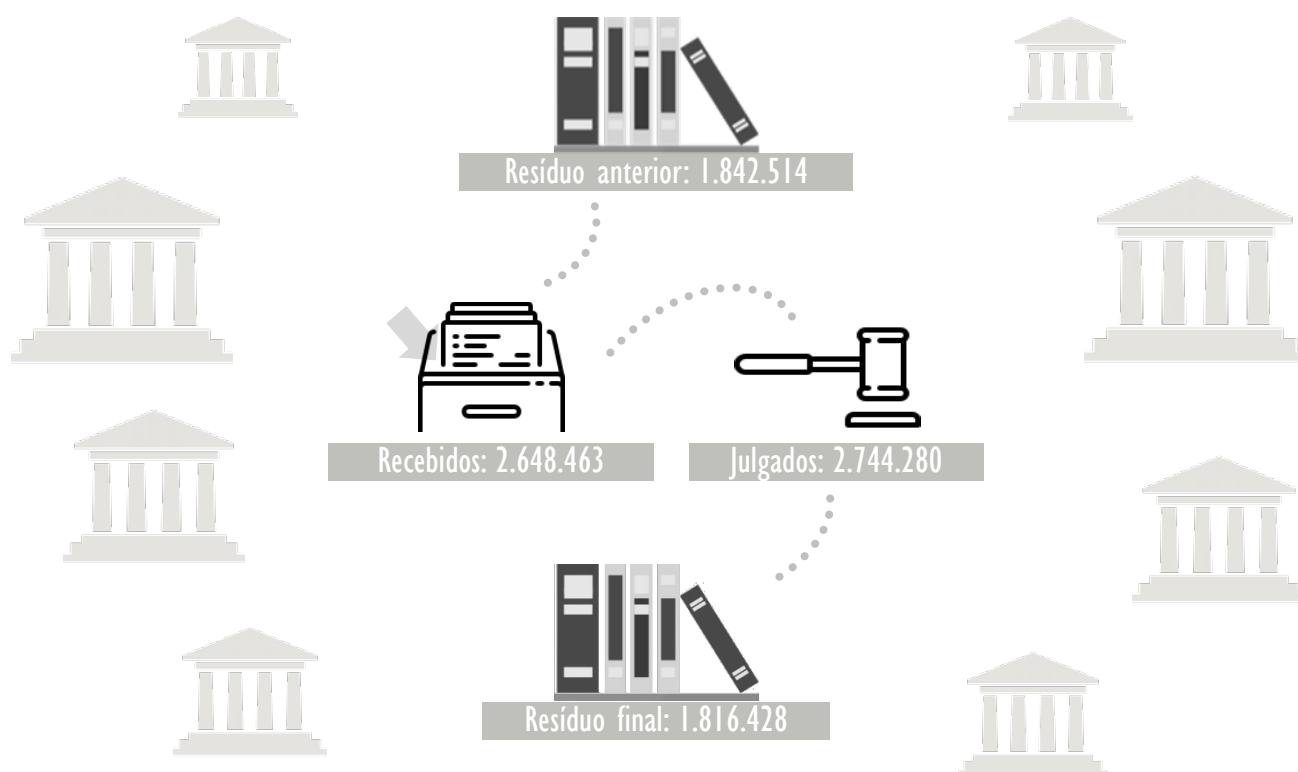 Resíduo anterior: 1.842.514
Recebidos: 2.648.463
Julgados: 2.744.280
Resíduo final: 1.816.428